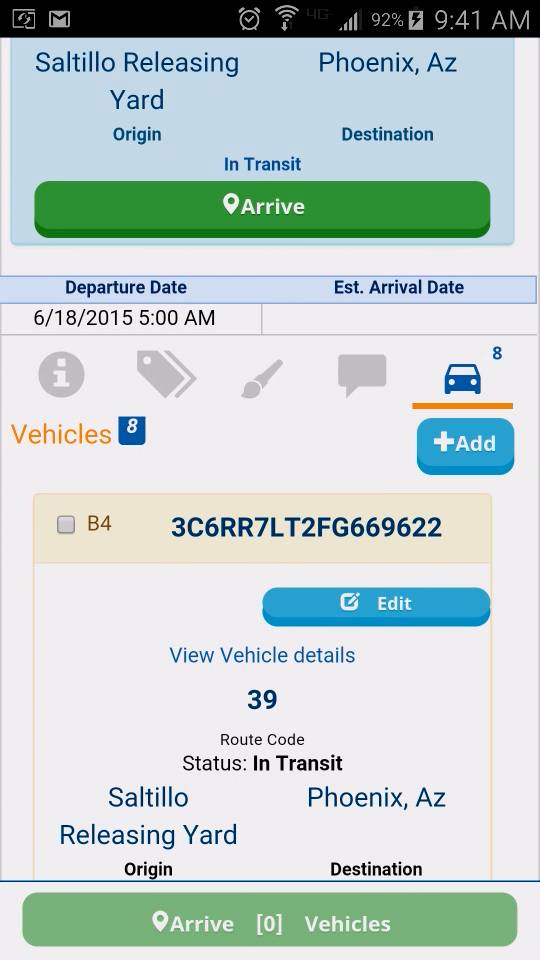 4G 92% 9:41 AM
Saltillo Releasing Yard
Phoenix, Az
Origin
Destination
In Transit
Arrive
Departure Date Est. Arrival Date
6/18/2015 5:00 AM
8
Vehicles 8
+Add
B4 3C6RR7LT2FG669622
Edit
View Vehicle details
39
Route Code
Status: In Transit
Saltillo Releasing Yard
Phoenix, Az
Origin
Destination
Arrive [0] Vehicles